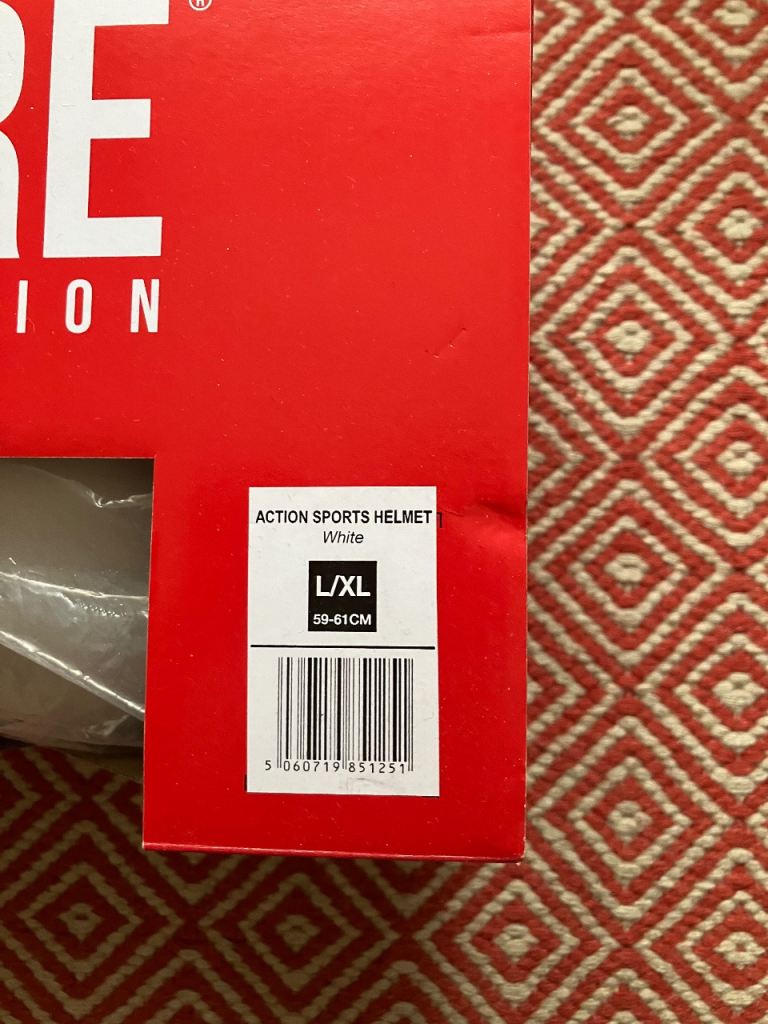 RE®
ION
ACTION SPORTS HELMET
White
L/XL
59-61CM
5 060719 851251